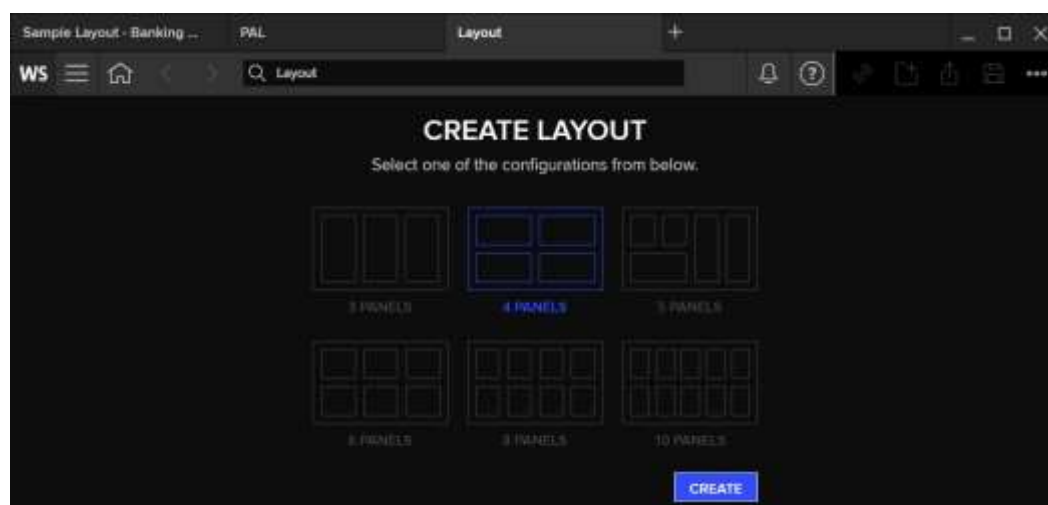 Sample Layout - Banking ... PAL Layout +
WS Layout
CREATE LAYOUT
Select one of the configurations from below.
3 PANELS 4 PANELS 5 PANELS
6 PANELS 8 PANELS 10 PANELS
CREATE